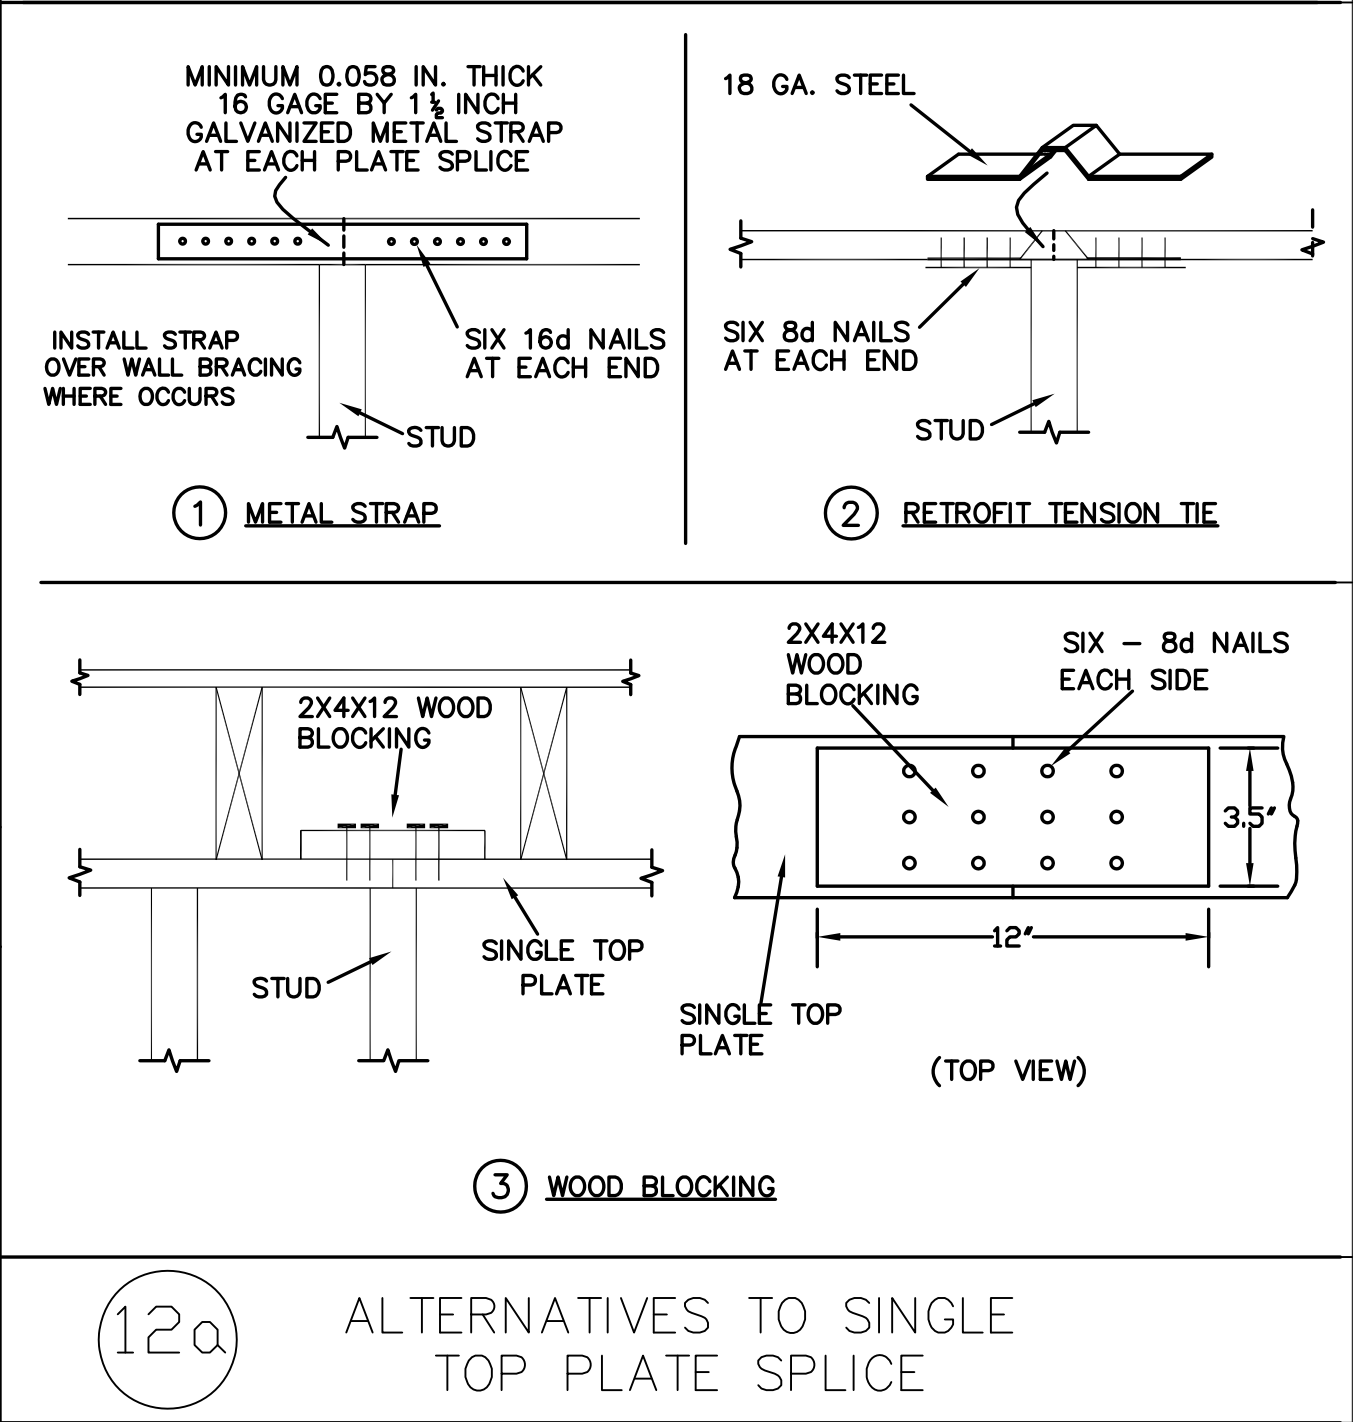 MINIMUM 0.058 IN. THICK
16 GAGE BY 1 ½ INCH
GALVANIZED METAL STRAP
AT EACH PLATE SPLICE
INSTALL STRAP
OVER WALL BRACING
WHERE OCCURS
SIX 16d NAILS
AT EACH END
STUD
1 METAL STRAP
18 GA. STEEL
SIX 8d NAILS
AT EACH END
STUD
2 RETROFIT TENSION TIE
2X4X12 WOOD
BLOCKING
STUD
SINGLE TOP
PLATE
2X4X12
WOOD
BLOCKING
SIX – 8d NAILS
EACH SIDE
3.5"
12"
SINGLE TOP
PLATE
(TOP VIEW)
3 WOOD BLOCKING
12a
ALTERNATIVES TO SINGLE
TOP PLATE SPLICE